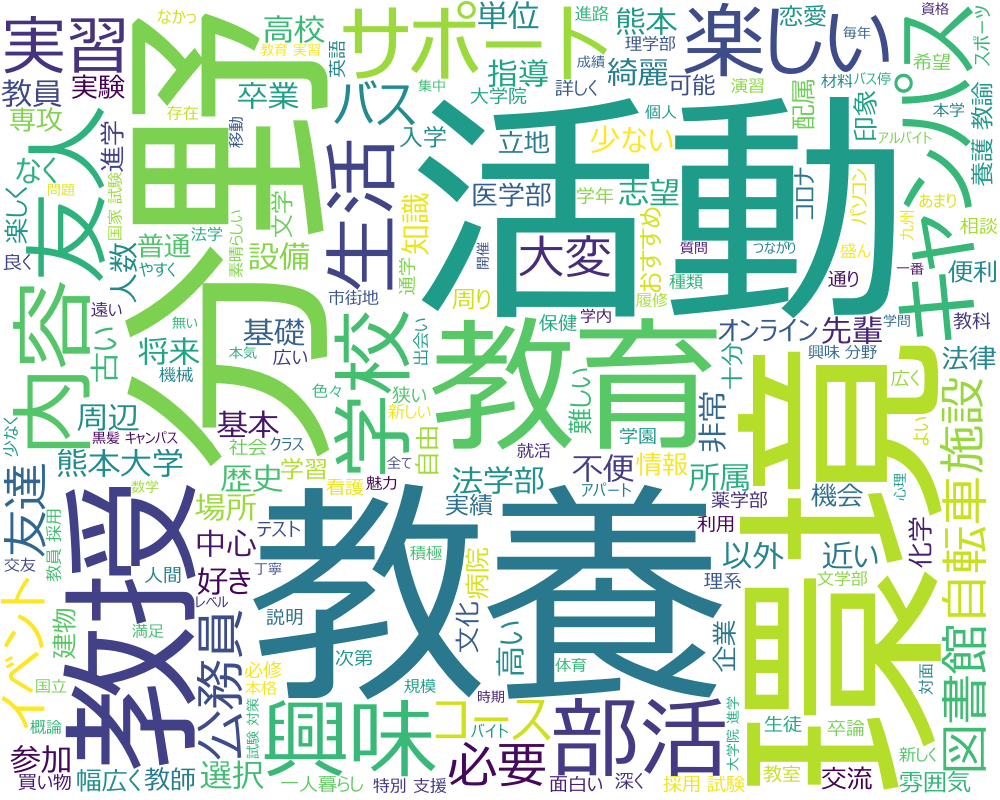 なかっ
教育 実習
実習
教員
実験
専攻
なく
楽しく
問題
良く
国家 試験
進学
友人
人数
普通
法学
やすく
存在
高校
卒業
英語
移動
文学
設備
素晴らしい
分野
サポート
バス
集中
成績
単位
進路
指導
大学院
入学
立地
医学部
生活
知識
通学
大変
熊本
理学部
綺麗
詳しく
少ない
志望
学年
おすすめ
恋愛
可能
個人
楽しい
演習
材料
配属
コロナ
印象
パソコン
バス停
本学
アルバイト
資格
毎年
希望
スポーツ
養護 教諭
あまり
九州
相談
盛ん
キャンパス
活動
質問
つながり
種類
通り
一番
便利
履修
学内
開催
周り
市街地
内容
遠い
古い
無い
将来
機械
基礎
本気
広い
出会い
学校
教育
保健
難しい
十分
オンライン
先輩
学問
教科
興味 分野
広く
法律
よい
少なく
周辺
黒髪 キャンパス
熊本大学
基本
社会
クラス
色々
狭い
新しい
自由
全て
歴史
学習
看護
魅力
就活
学園
アパート
不便
情報
非常
所属
環境
心理
機会
薬学部
利用
化学
自転車
施設
友達
交友
教員 採用
数学
教授
場所
中心
テスト
丁寧
人間
好き
レベル
法学部
実績
積極
病院
説明
教養
文化
高い
次第
体育
企業
以外
近い
理系
文学部
図書館
対面
イベント
建物
満足
国立
概論
公務員
必修
本格
試験 対策
興味
規模
コース
時期
バイト
必要
部活
大学院 進学
生徒
卒論
新しく
参加
買い物
幅広く
教師
選択
一人暮らし
特別 支援
面白い
深く
採用 試験
教室
交流
雰囲気